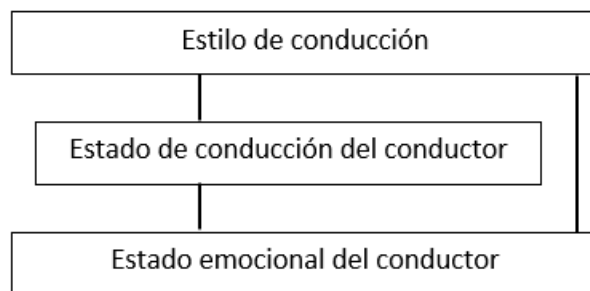 Estilo de conducción
Estado de conducción del conductor
Estado emocional del conductor